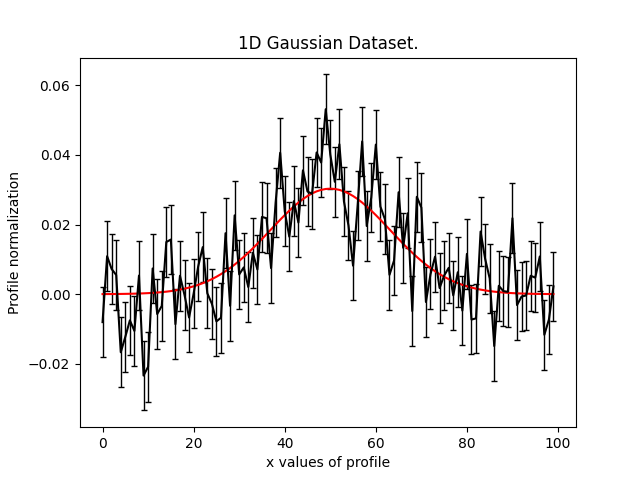 1D Gaussian Dataset.
Profile normalization
0.06
0.04
0.02
0.00
−0.02
0 20 40 60 80 100
x values of profile